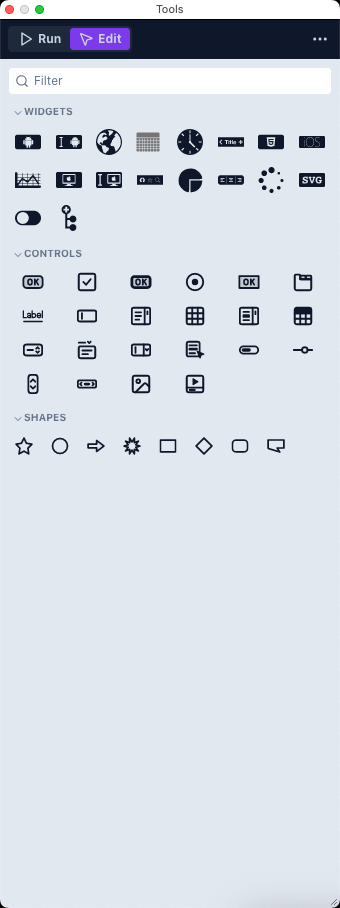 Tools
Run Edit
Filter
WIDGETS
Title
iOS
SVG
CONTROLS
OK OK OK
Label
SHAPES